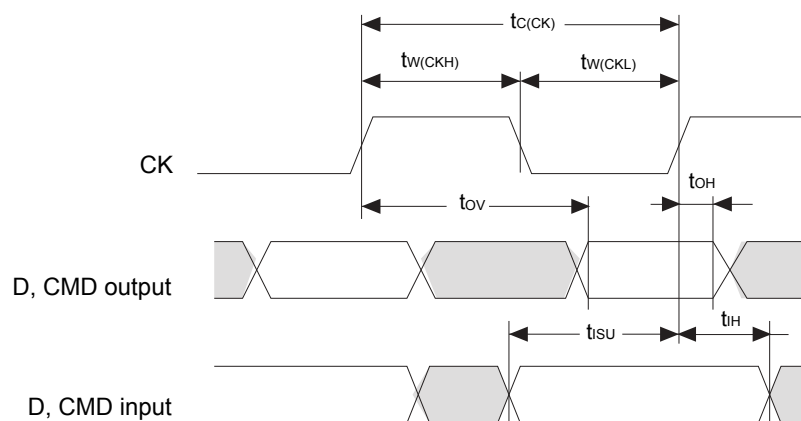 tC(CK)
tW(CKH) tW(CKL)
CK
tOH
tOV
D, CMD output
tISU tIH
D, CMD input